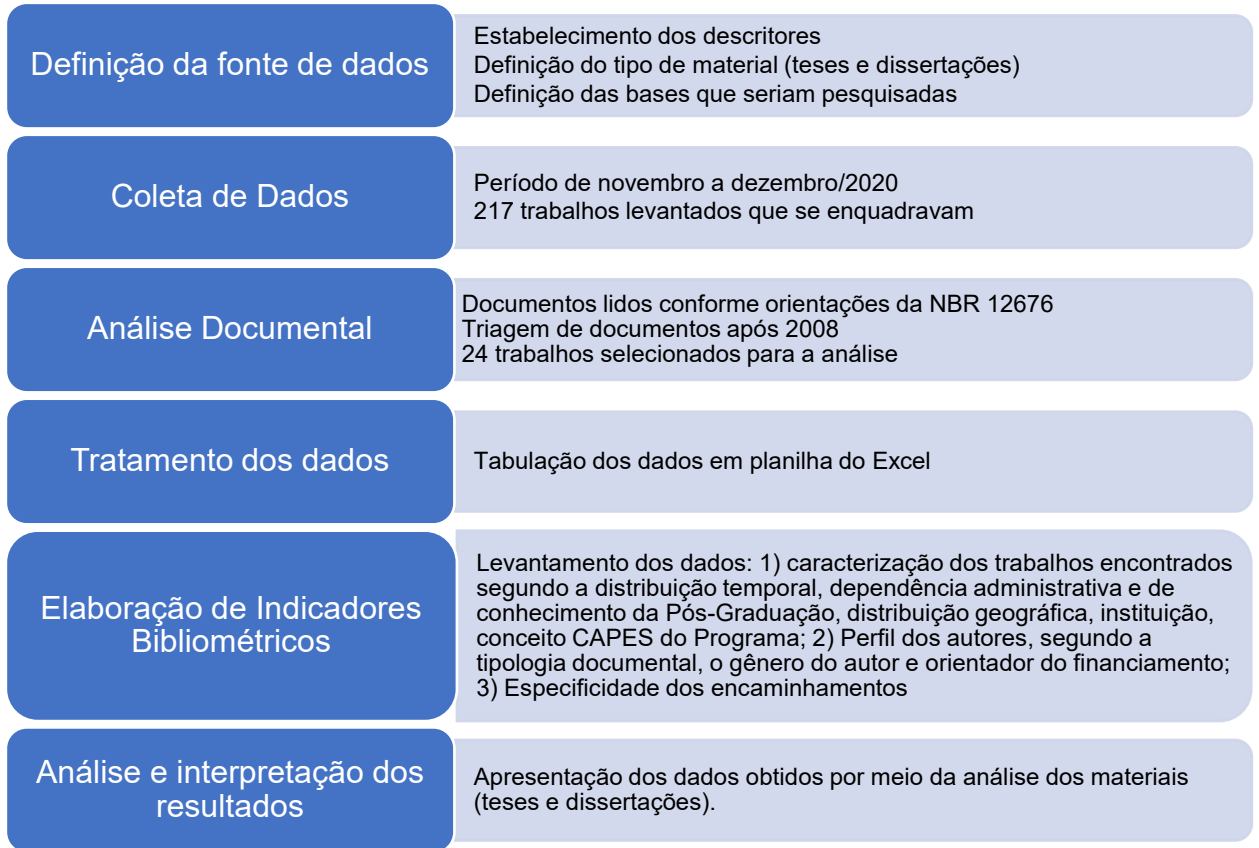 Definição da fonte de dados
Estabelecimento dos descritores
Definição do tipo de material (teses e dissertações)
Definição das bases que seriam pesquisadas
Coleta de Dados
Período de novembro a dezembro/2020
217 trabalhos levantados que se enquadravam
Análise Documental
Documentos lidos conforme orientações da NBR 12676
Triagem de documentos após 2008
24 trabalhos selecionados para a análise
Tratamento dos dados
Tabulação dos dados em planilha do Excel
Elaboração de Indicadores
Bibliométricos
Levantamento dos dados: 1) caracterização dos trabalhos encontrados
segundo a distribuição temporal, dependência administrativa e de
conhecimento da Pós-Graduação, distribuição geográfica, instituição,
conceito CAPES do Programa; 2) Perfil dos autores, segundo a
tipologia documental, o gênero do autor e orientador do financiamento;
3) Especificidade dos encaminhamentos
Análise e interpretação dos
resultados
Apresentação dos dados obtidos por meio da análise dos materiais
(teses e dissertações).